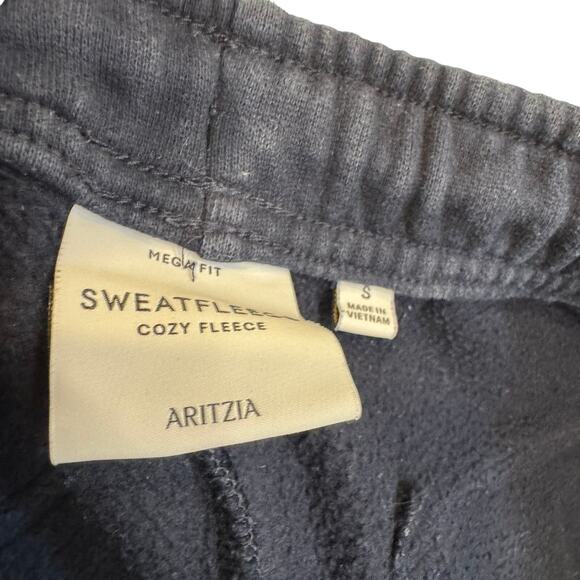 MEGA FIT
SWEATFLEECE
COZY FLEECE
ARITZIA
S
MADE IN
VIETNAM